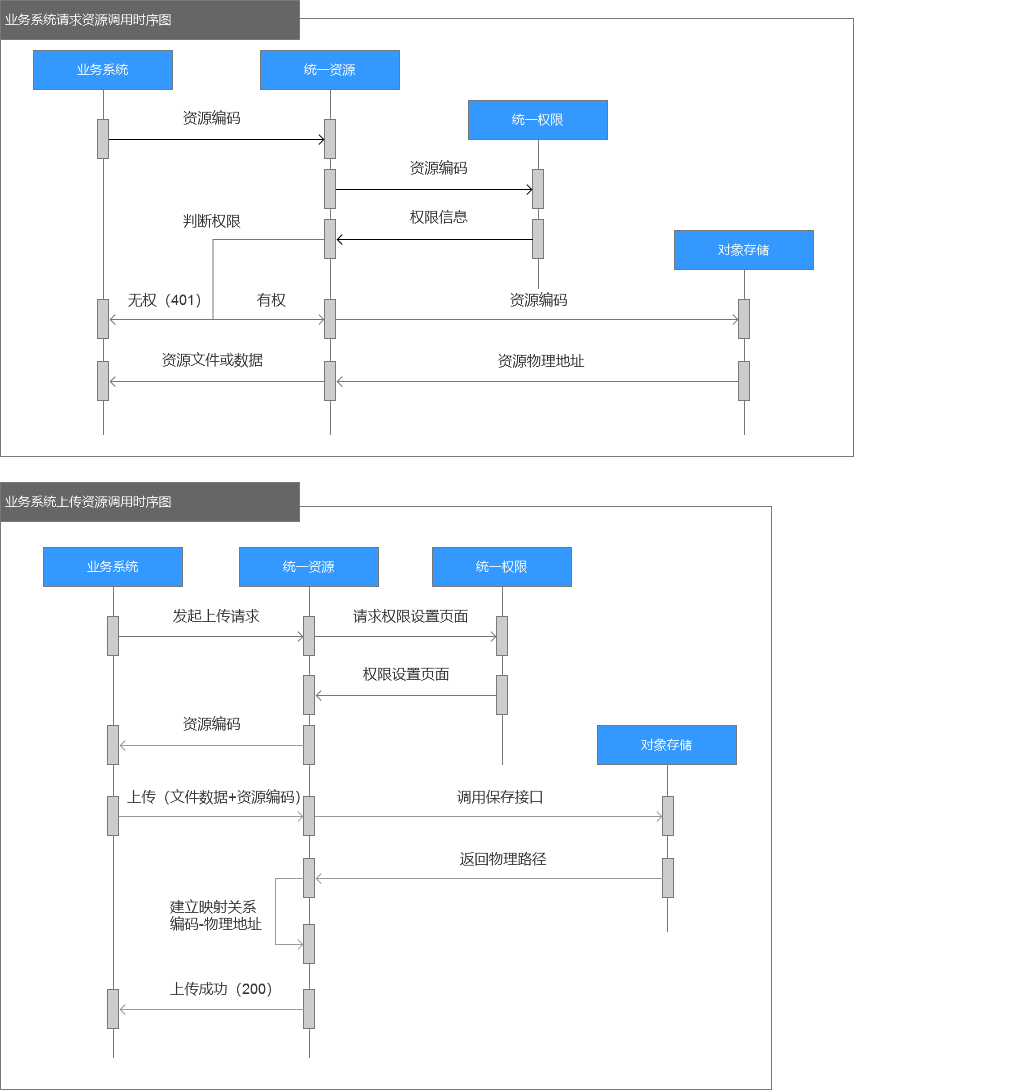 业务系统请求资源调用时序图
业务系统
统一资源
统一权限
资源编码
资源编码
权限信息
判断权限
对象存储
无权（401）
有权
资源编码
资源文件或数据
资源物理地址
业务系统上传资源调用时序图
业务系统
统一资源
统一权限
发起上传请求
请求权限设置页面
权限设置页面
资源编码
对象存储
上传（文件数据+资源编码）
调用保存接口
返回物理路径
建立映射关系
编码-物理地址
上传成功（200）